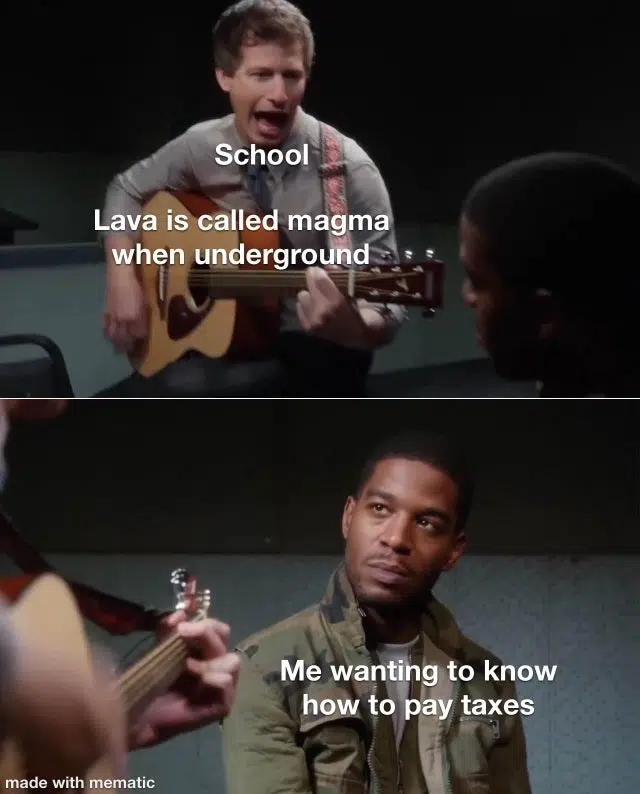 School
Lava is called magma
when underground
Me wanting to know
how to pay taxes
made with mematic